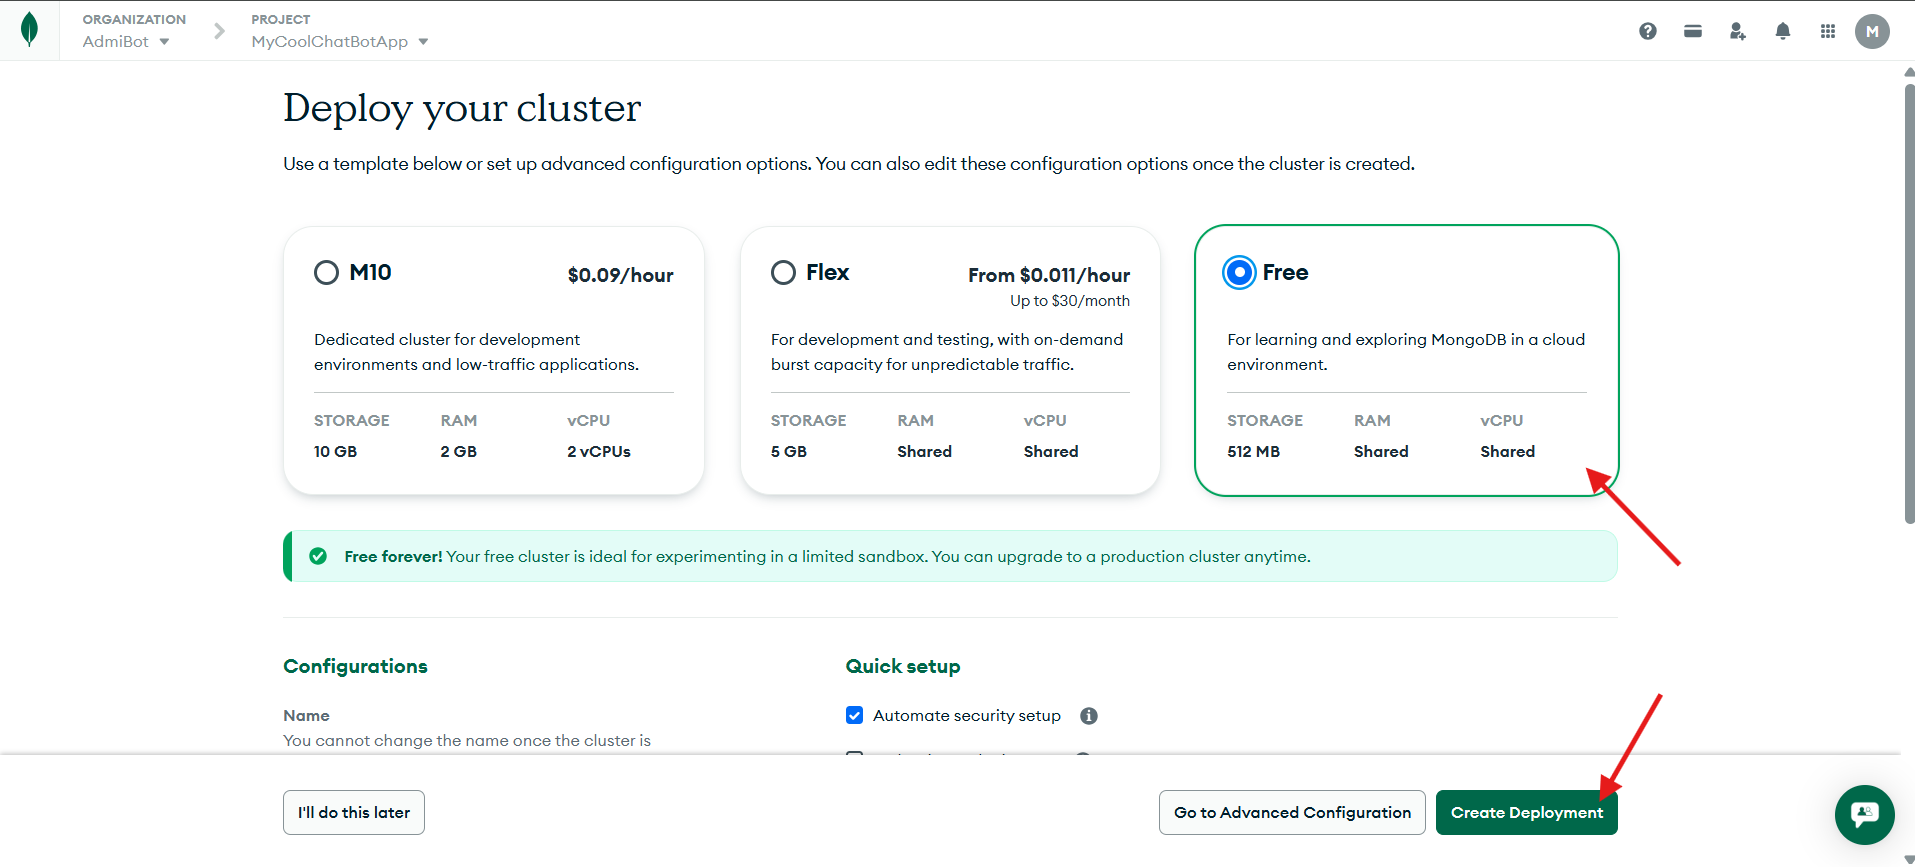 ORGANIZATION
AdmiBot
PROJECT
MyCoolChatBotApp
M
Deploy your cluster
Use a template below or set up advanced configuration options. You can also edit these configuration options once the cluster is created.
M10
$0.09/hour
Dedicated cluster for development
environments and low-traffic applications.
STORAGE RAM vCPU
10 GB 2 GB 2 vCPUs
Flex
From $0.011/hour
Up to $30/month
For development and testing, with on-demand
burst capacity for unpredictable traffic.
STORAGE RAM vCPU
5 GB Shared Shared
Free
For learning and exploring MongoDB in a cloud
environment.
STORAGE RAM vCPU
512 MB Shared Shared
Free forever! Your free cluster is ideal for experimenting in a limited sandbox. You can upgrade to a production cluster anytime.
Configurations
Name
You cannot change the name once the cluster is
Quick setup
Automate security setup
I'll do this later
Go to Advanced Configuration
Create Deployment